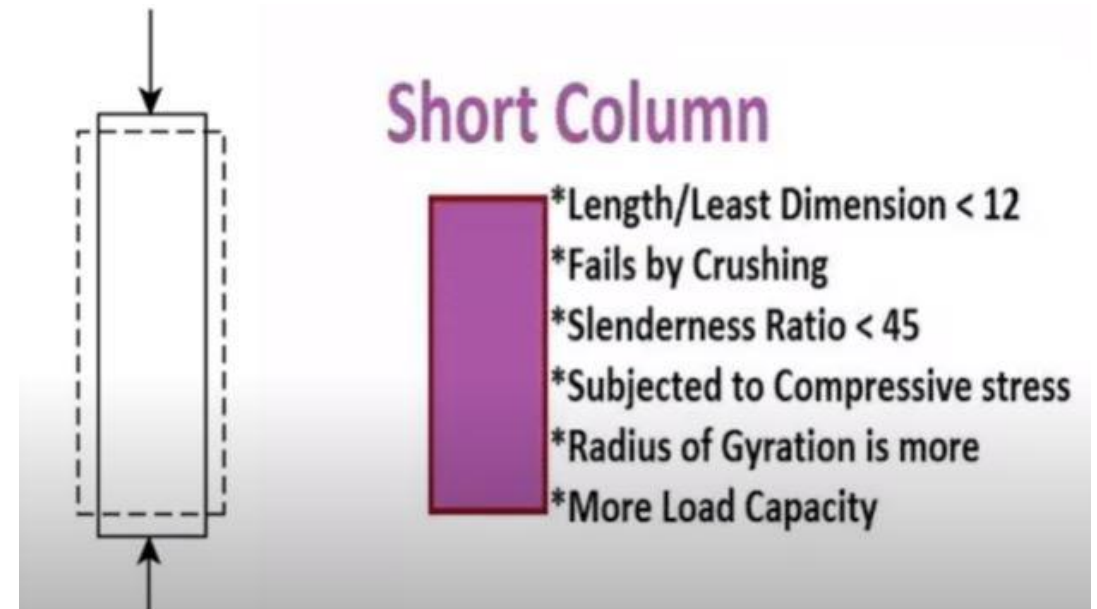 Short Column
*Length/Least Dimension < 12
*Fails by Crushing
*Slenderness Ratio < 45
*Subjected to Compressive stress
*Radius of Gyration is more
*More Load Capacity